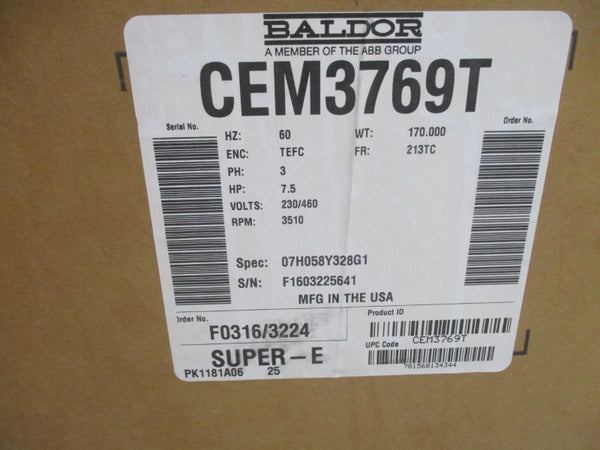 BALDOR
A MEMBER OF THE ABB GROUP
CEM3769T
Serial No.
Order No.
HZ: 60 WT: 170.000
ENC: TEFC FR: 213TC
PH: 3
HP: 7.5
VOLTS: 230/460
RPM: 3510
Spec: 07H058Y328G1
S/N: F1603225641
MFG IN THE USA
Order No.
F0316/3224
Product ID
CEM3769T
UPC Code
781568134344
SUPER-E
PK1181A06 25